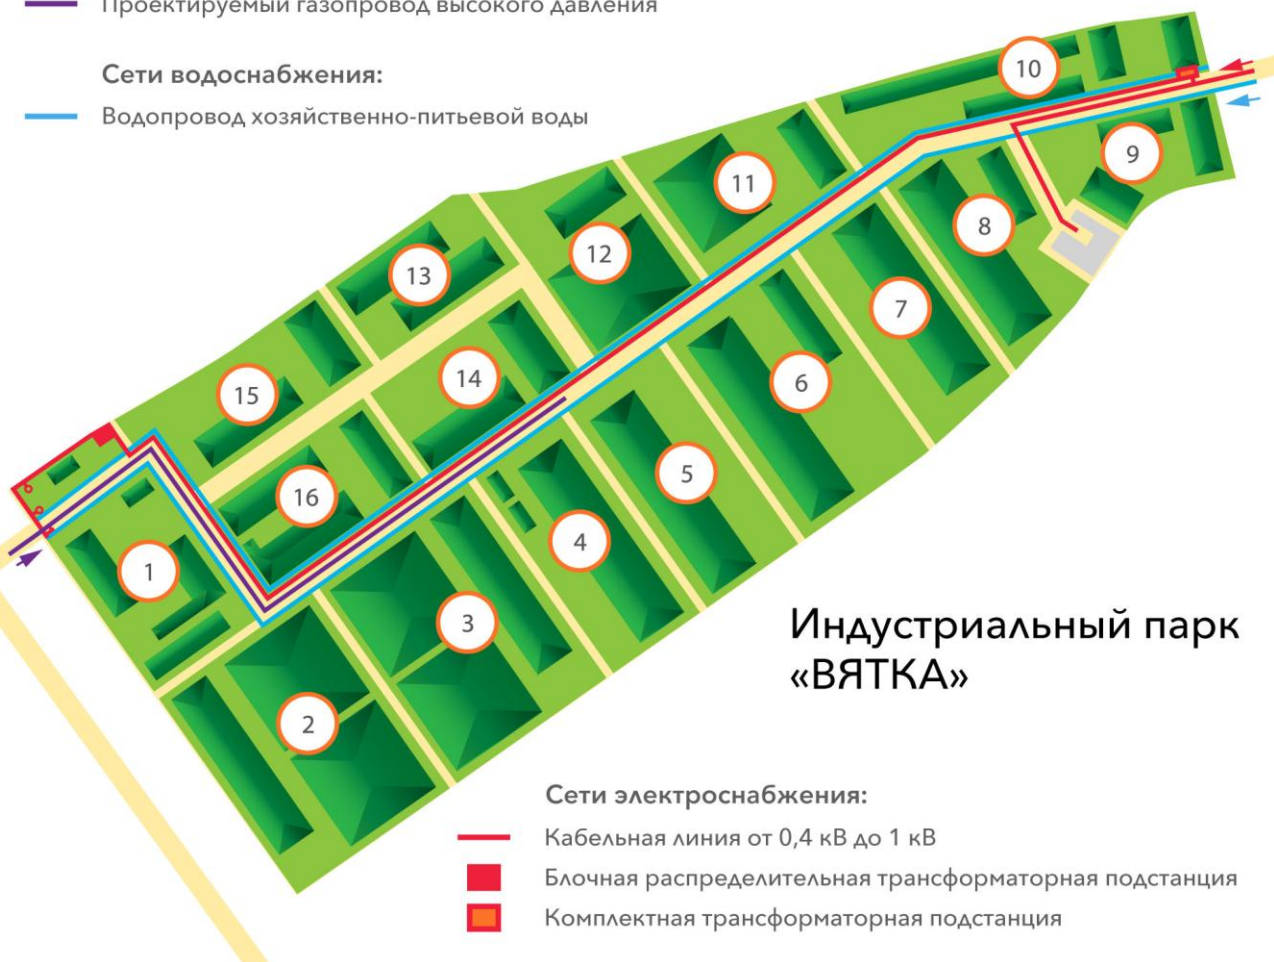 Проектируемый газопровод высокого давления
Сети водоснабжения:
Водопровод хозяйственно-питьевой воды
10
9
11
8
12
13
7
14
6
15
5
16
4
1
3
2
Индустриальный парк
«ВЯТКА»
Сети электроснабжения:
Кабельная линия от 0,4 кВ до 1 кВ
Блочная распределительная трансформаторная подстанция
Комплектная трансформаторная подстанция